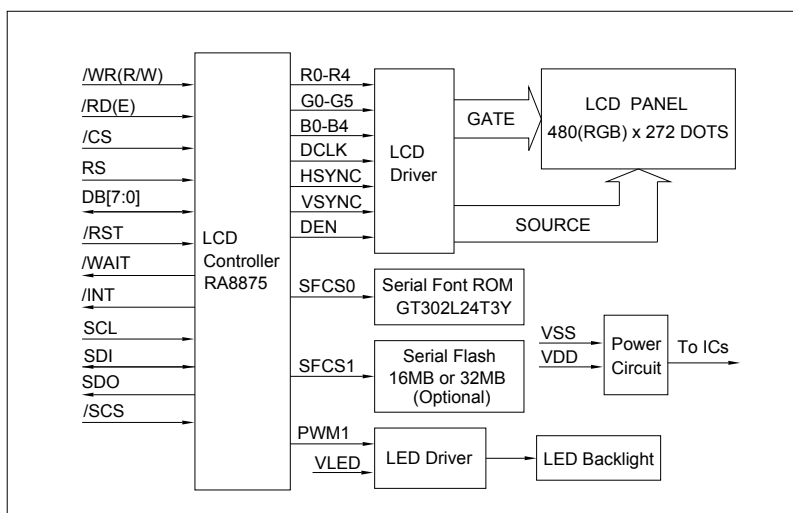 /WR(R/W)
/RD(E)
/CS
RS
DB[7:0]
/RST
/WAIT
/INT
SCL
SDI
SDO
/SCS
LCD
Controller
RA8875
R0-R4
G0-G5
B0-B4
DCLK
HSYNC
VSYNC
DEN
SFCS0
SFCS1
PWM1
VLED
LCD
Driver
GATE
SOURCE
LCD PANEL
480(RGB) x 272 DOTS
Serial Font ROM
GT302L24T3Y
Serial Flash
16MB or 32MB
(Optional)
VSS
VDD
Power
Circuit
To ICs
LED Driver
LED Backlight